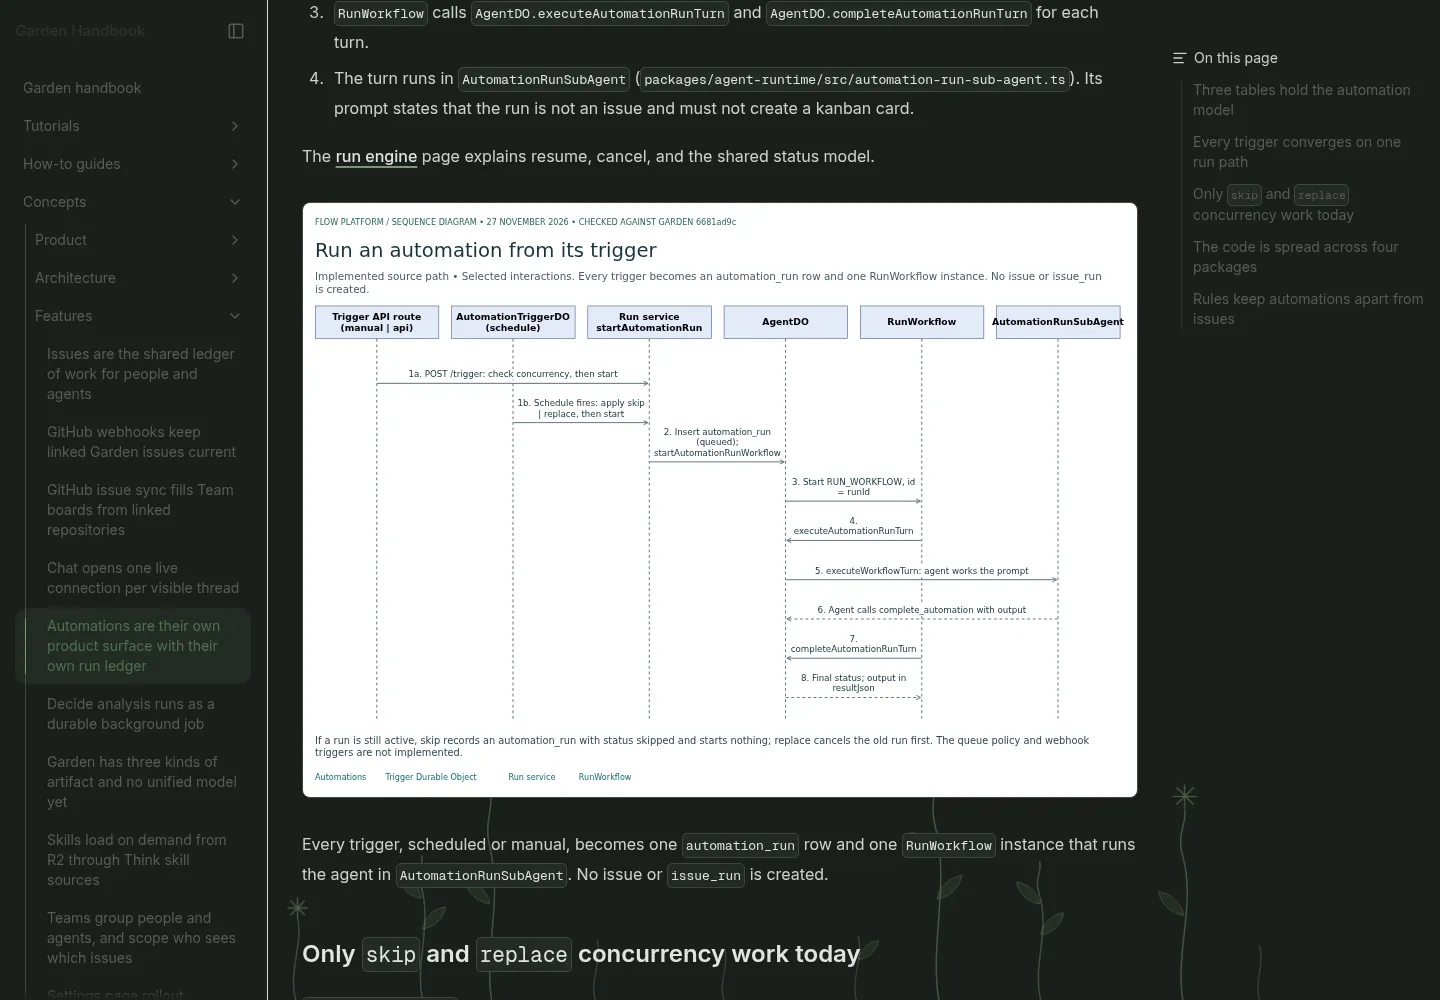 Garden Handbook
Garden handbook
Tutorials
How-to guides
Concepts
Product
Architecture
Features
Issues are the shared ledger
of work for people and
agents
GitHub webhooks keep
linked Garden issues current
GitHub issue sync fills Team
boards from linked
repositories
Chat opens one live
connection per visible thread
Automations are their own
product surface with their
own run ledger
Decide analysis runs as a
durable background job
Garden has three kinds of
artifact and no unified model
yet
Skills load on demand from
R2 through Think skill
sources
Teams group people and
agents, and scope who sees
which issues
Settings page rollout
3. RunWorkflow calls AgentDO.executeAutomationRunTurn and AgentDO.completeAutomationRunTurn for each
turn.
4. The turn runs in AutomationRunSubAgent (packages/agent-runtime/src/automation-run-sub-agent.ts). Its
prompt states that the run is not an issue and must not create a kanban card.
The run engine page explains resume, cancel, and the shared status model.
FLOW PLATFORM / SEQUENCE DIAGRAM • 27 NOVEMBER 2026 • CHECKED AGAINST GARDEN 6681ad9c
Run an automation from its trigger
Implemented source path • Selected interactions. Every trigger becomes an automation_run row and one RunWorkflow instance. No issue or issue_run
is created.
Trigger API route
(manual | api)
AutomationTriggerDO
(schedule)
Run service
startAutomationRun
AgentDO
RunWorkflow
AutomationRunSubAgent
1a. POST /trigger: check concurrency, then start
1b. Schedule fires: apply skip
| replace, then start
2. Insert automation_run
(queued);
startAutomationRunWorkflow
3. Start RUN_WORKFLOW, id
= runId
4.
executeAutomationRunTurn
5. executeWorkflowTurn: agent works the prompt
6. Agent calls complete_automation with output
7.
completeAutomationRunTurn
8. Final status; output in
resultJson
If a run is still active, skip records an automation_run with status skipped and starts nothing; replace cancels the old run first. The queue policy and webhook
triggers are not implemented.
Automations Trigger Durable Object Run service RunWorkflow
Every trigger, scheduled or manual, becomes one automation_run row and one RunWorkflow instance that runs
the agent in AutomationRunSubAgent. No issue or issue_run is created.
Only skip and replace concurrency work today
On this page
Three tables hold the automation
model
Every trigger converges on one
run path
Only skip and replace
concurrency work today
The code is spread across four
packages
Rules keep automations apart from
issues